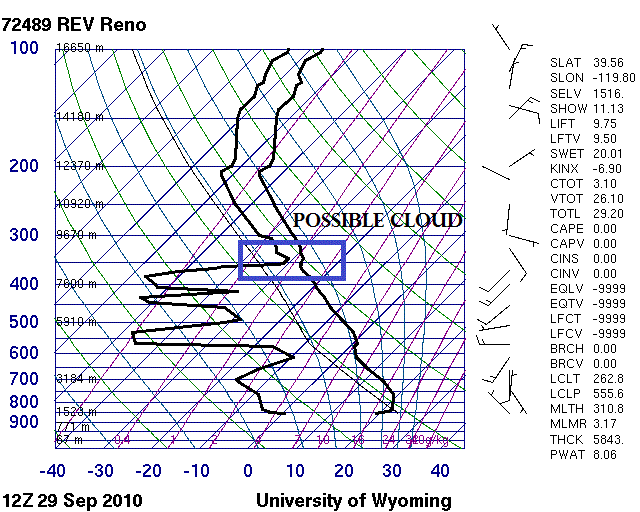 72489 REV Reno
100 16650 m
14180 m
200 12370 m
10920 m
POSSIBLE CLOUD
300 9670 m
400 7800 m
500 5910 m
600
700 3184 m
800 1523 m
900 771 m
67 m 0.4 1 2 4 7 10 16 24 g/kg
-40 -30 -20 -10 0 10 20 30 40
12Z 29 Sep 2010 University of Wyoming
SLAT 39.56
SLON -119.80
SELV 1516.
SHOW 11.13
LIFT 9.75
LFTV 9.50
SWET 20.01
KINX -6.90
CTOT 3.10
VTOT 26.10
TOTL 29.20
CAPE 0.00
CAPV 0.00
CINS 0.00
CINV 0.00
EQLV -9999
EQTV -9999
LFCT -9999
LFCV -9999
BRCH 0.00
BRCV 0.00
LCLT 262.8
LCLP 555.6
MLTH 310.8
MLMR 3.17
THCK 5843.
PWAT 8.06